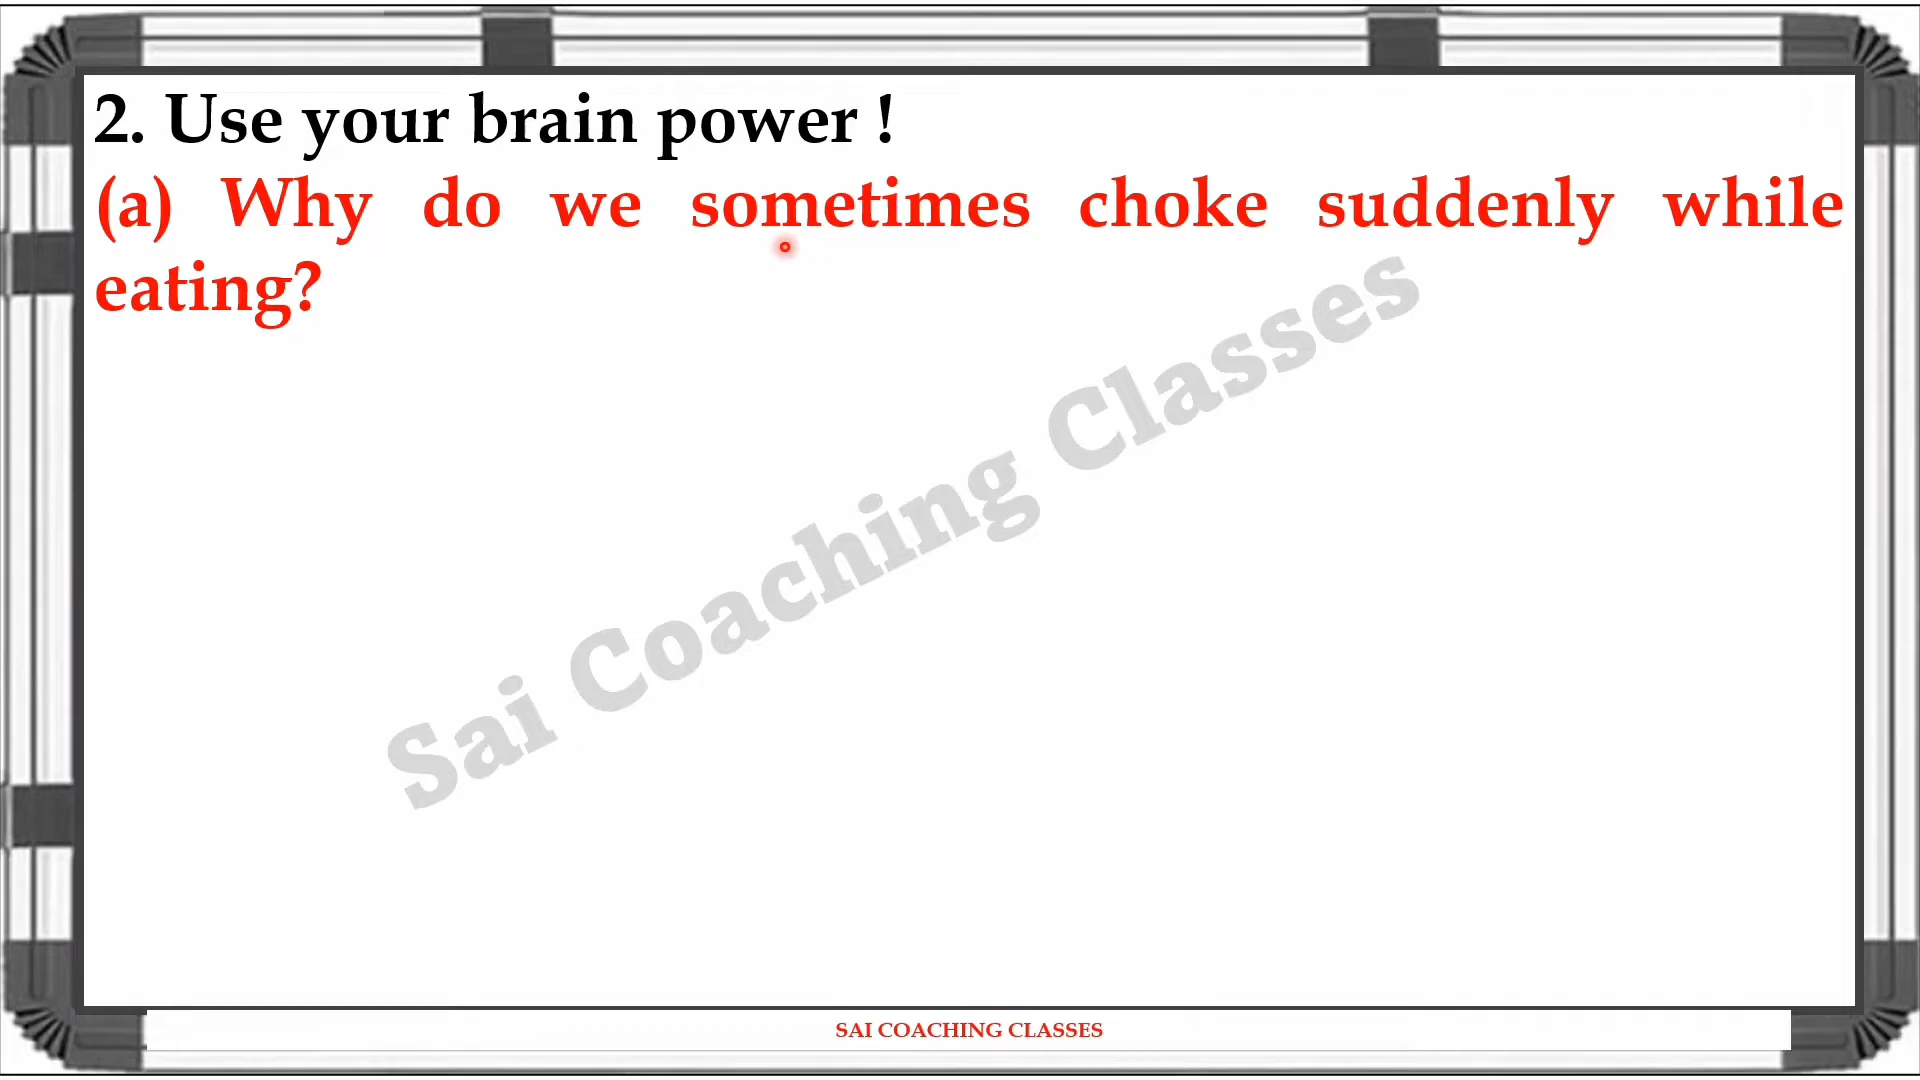 2. Use your brain power !
(a) Why do we sometimes choke suddenly while
eating?
Sai Coaching Classes
SAI COACHING CLASSES